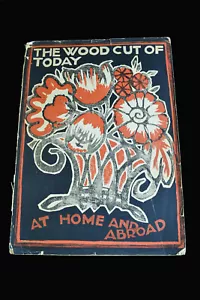 THE WOOD CUT OF
TODAY
AT HOME AND
ABROAD